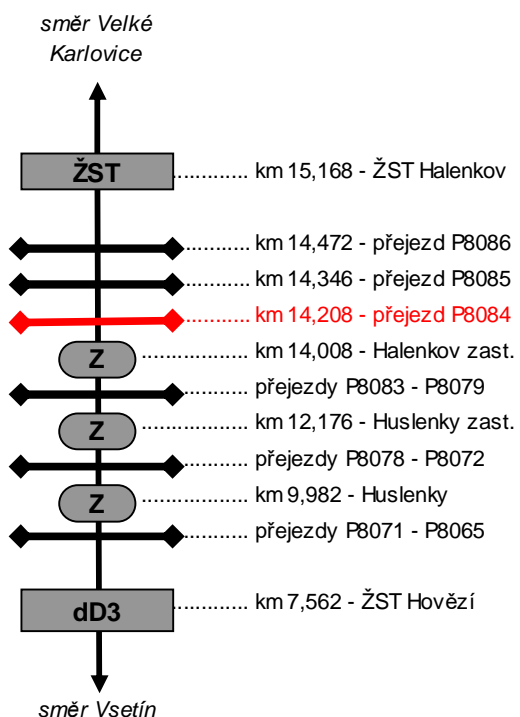 směr Velké
Karlovice
ŽST ............ km 15,168 - ŽST Halenkov
.......... km 14,472 - přejezd P8086
.......... km 14,346 - přejezd P8085
.......... km 14,208 - přejezd P8084
Z ............... km 14,008 - Halenkov zast.
.......... přejezdy P8083 - P8079
Z ............... km 12,176 - Huslenky zast.
.......... přejezdy P8078 - P8072
Z ............... km 9,982 - Huslenky
.......... přejezdy P8071 - P8065
dD3 ............ km 7,562 - ŽST Hovězí
směr Vsetín